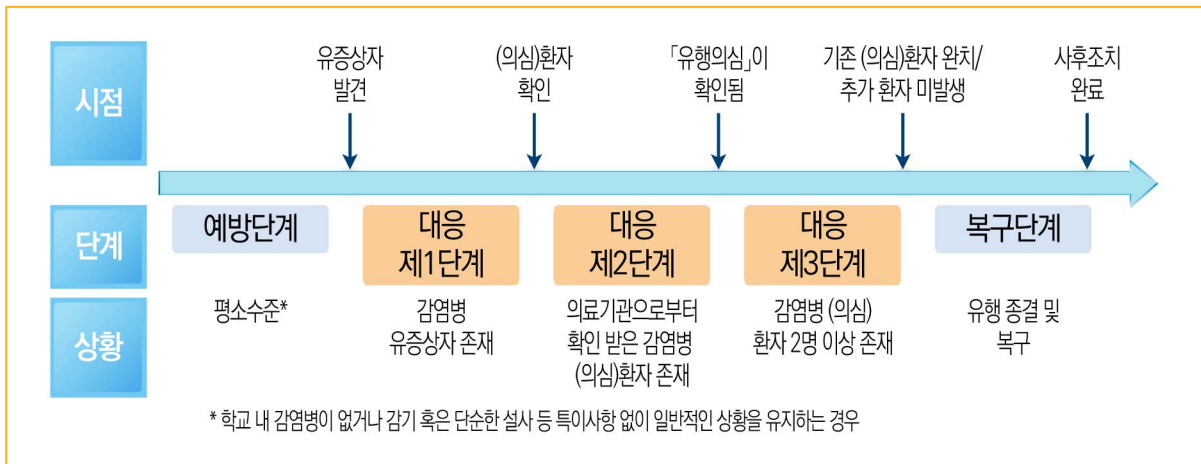 시점
유증상자
발견
(의심)환자
확인
「유행의심」이
확인됨
기존 (의심)환자 완치/
추가 환자 미발생
사후조치
완료
단계
예방단계
대응
제1단계
대응
제2단계
대응
제3단계
복구단계
상황
평소수준*
감염병
유증상자 존재
의료기관으로부터
확인 받은 감염병
(의심)환자 존재
감염병 (의심)
환자 2명 이상 존재
유행 종결 및
복구
* 학교 내 감염병이 없거나 감기 혹은 단순한 설사 등 특이사항 없이 일반적인 상황을 유지하는 경우